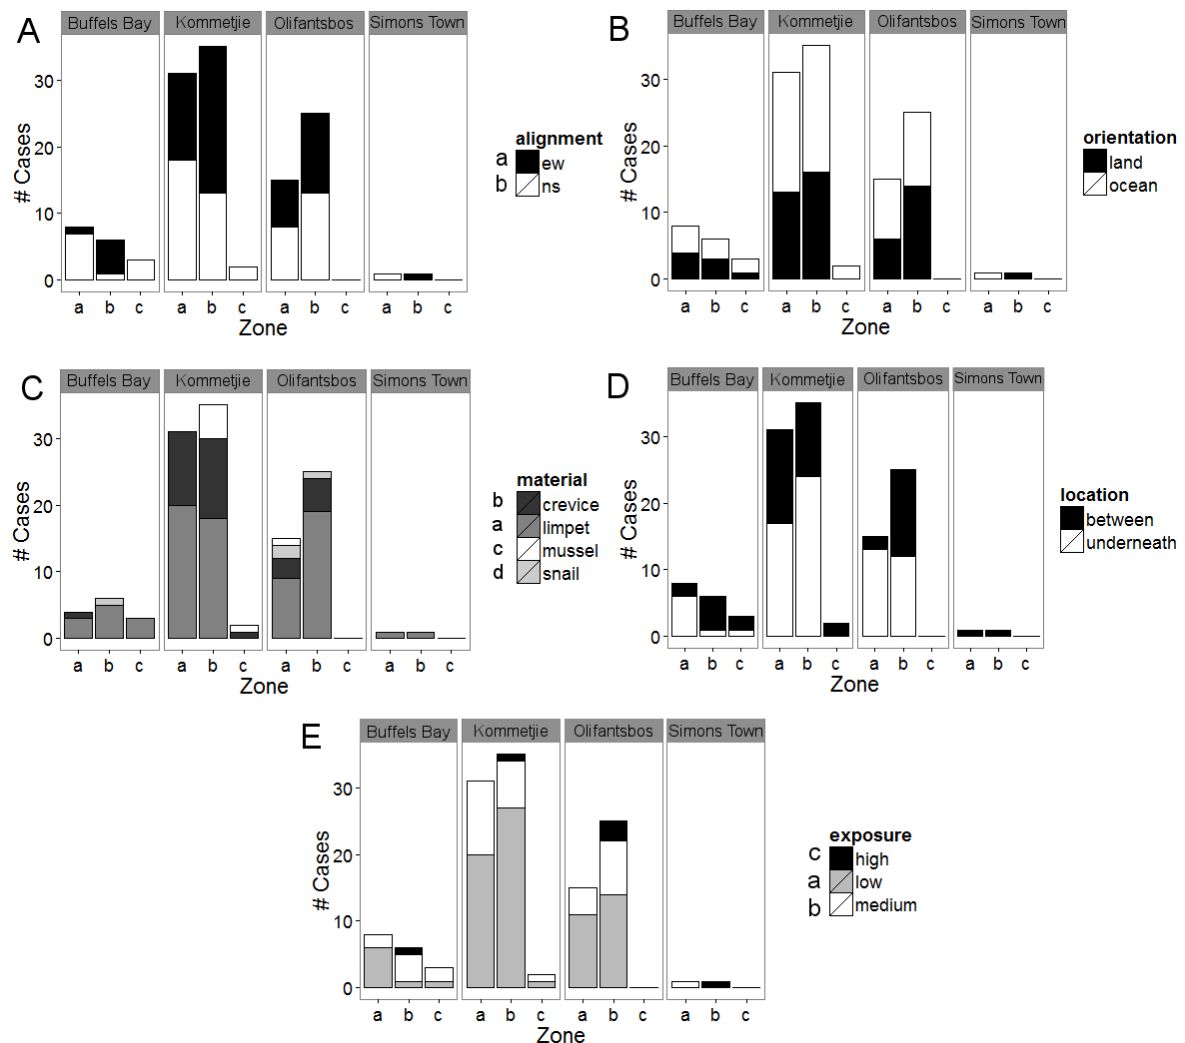 A
Buffels Bay Kommetjie Olifantsbos Simons Town
# Cases
30
20
10
0
a b c a b c a b c a b c
Zone
alignment
a ew
b ns
B
Buffels Bay Kommetjie Olifantsbos Simons Town
# Cases
30
20
10
0
a b c a b c a b c a b c
Zone
orientation
land
ocean
C
Buffels Bay Kommetjie Olifantsbos Simons Town
# Cases
30
20
10
0
a b c a b c a b c a b c
Zone
material
b crevice
a limpet
c mussel
d snail
D
Buffels Bay Kommetjie Olifantsbos Simons Town
# Cases
30
20
10
0
a b c a b c a b c a b c
Zone
location
between
underneath
E
Buffels Bay Kommetjie Olifantsbos Simons Town
# Cases
30
20
10
0
a b c a b c a b c a b c
Zone
exposure
c high
a low
b medium